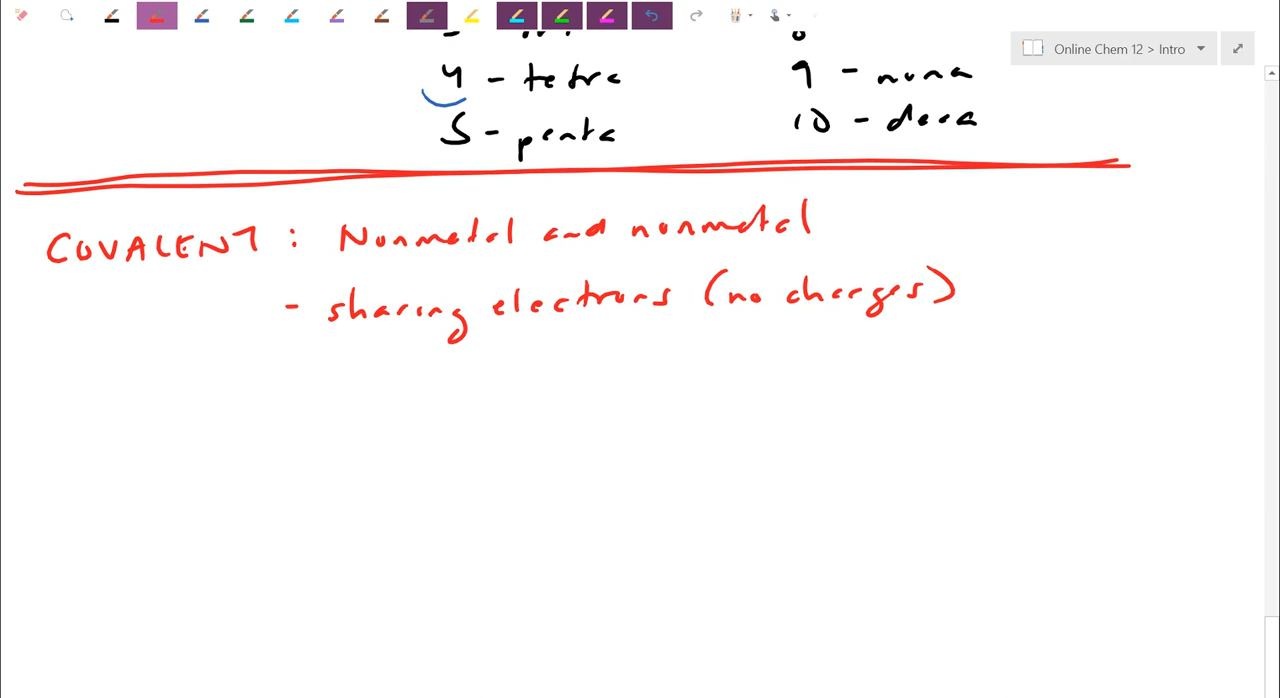 Online Chem 12 > Intro
8
4 - tetra
9 - nona
5 - penta
10 - deca
COVALENT : Nonmetal and nonmetal
- sharing electrons (no charges)